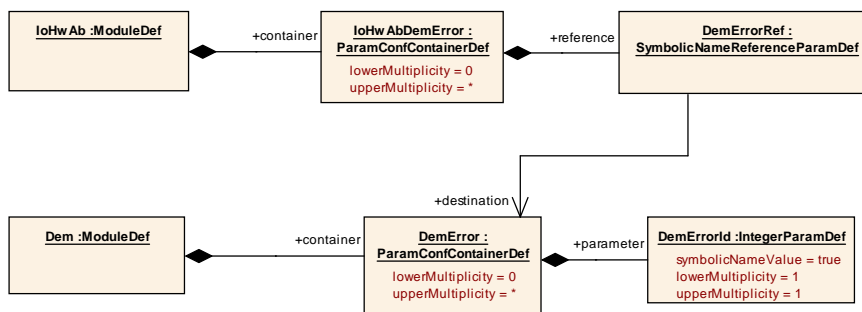 IoHwAb :ModuleDef
+container
IoHwAbDemError :
ParamConfContainerDef
lowerMultiplicity = 0
upperMultiplicity = *
+reference
DemErrorRef :
SymbolicNameReferenceParamDef
+destination
Dem :ModuleDef
+container
DemError :
ParamConfContainerDef
lowerMultiplicity = 0
upperMultiplicity = *
+parameter
DemErrorId :IntegerParamDef
symbolicNameValue = true
lowerMultiplicity = 1
upperMultiplicity = 1